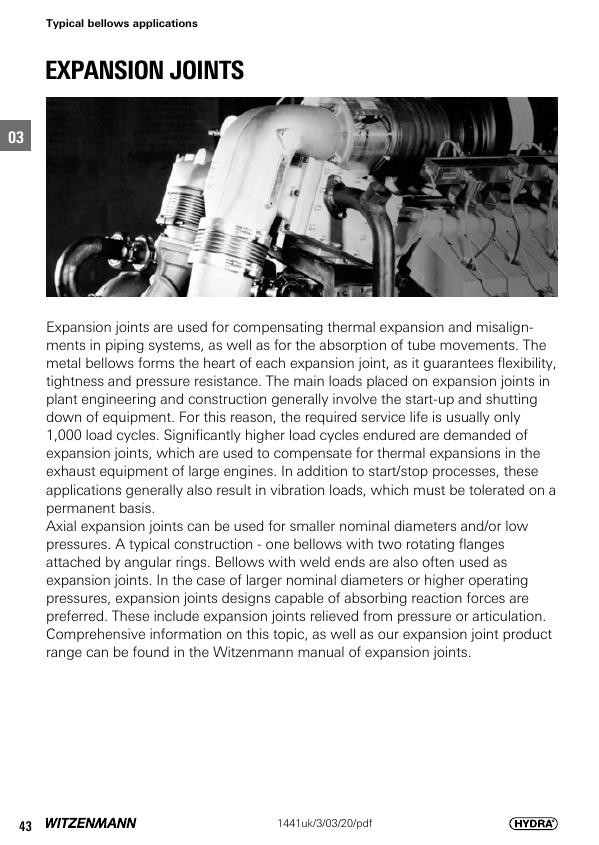 Typical bellows applications
EXPANSION JOINTS
03
Expansion joints are used for compensating thermal expansion and misalign-
ments in piping systems, as well as for the absorption of tube movements. The
metal bellows forms the heart of each expansion joint, as it guarantees flexibility,
tightness and pressure resistance. The main loads placed on expansion joints in
plant engineering and construction generally involve the start-up and shutting
down of equipment. For this reason, the required service life is usually only
1,000 load cycles. Significantly higher load cycles endured are demanded of
expansion joints, which are used to compensate for thermal expansions in the
exhaust equipment of large engines. In addition to start/stop processes, these
applications generally also result in vibration loads, which must be tolerated on a
permanent basis.
Axial expansion joints can be used for smaller nominal diameters and/or low
pressures. A typical construction - one bellows with two rotating flanges
attached by angular rings. Bellows with weld ends are also often used as
expansion joints. In the case of larger nominal diameters or higher operating
pressures, expansion joints designs capable of absorbing reaction forces are
preferred. These include expansion joints relieved from pressure or articulation.
Comprehensive information on this topic, as well as our expansion joint product
range can be found in the Witzenmann manual of expansion joints.
43 WITZENMANN 1441uk/3/03/20/pdf HYDRA®